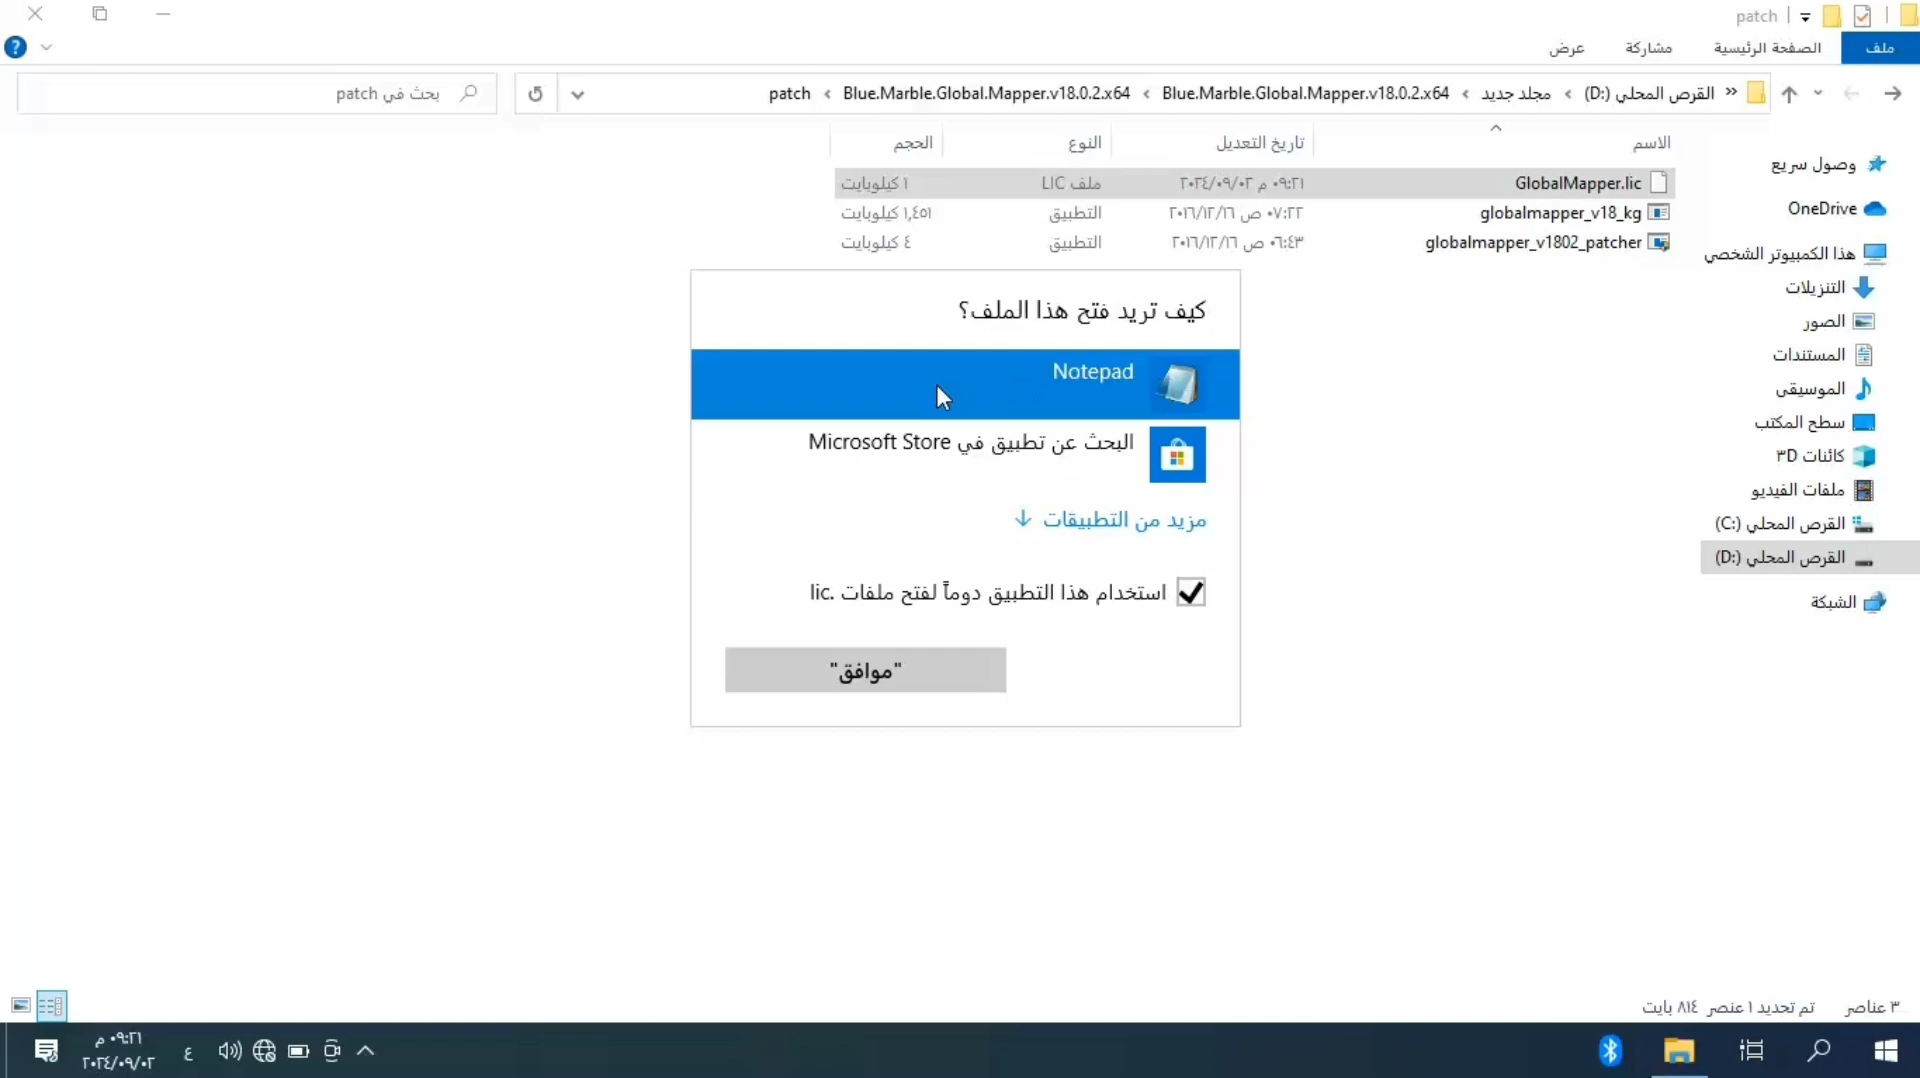 patch
ملف
الصفحة الرئيسية
مشاركة
عرض
القرص المحلي (D:) › مجلد جديد › Blue.Marble.Global.Mapper.v18.0.2.x64 › Blue.Marble.Global.Mapper.v18.0.2.x64 › patch
بحث في patch
الاسم
تاريخ التعديل
النوع
الحجم
GlobalMapper.lic
٠٩:٢١ م ٢٠٢٤/٠٩/٠٢
ملف LIC
١ كيلوبايت
globalmapper_v18_kg
٠٧:٢٢ ص ٢٠١٦/١٢/١٦
التطبيق
١,٤٥١ كيلوبايت
globalmapper_v1802_patcher
٠٦:٤٣ ص ٢٠١٦/١٢/١٦
التطبيق
٤ كيلوبايت
وصول سريع
OneDrive
هذا الكمبيوتر الشخصي
التنزيلات
الصور
المستندات
الموسيقى
سطح المكتب
كائنات ٣D
ملفات الفيديو
القرص المحلي (C:)
القرص المحلي (D:)
الشبكة
كيف تريد فتح هذا الملف؟
Notepad
البحث عن تطبيق في Microsoft Store
مزيد من التطبيقات ↓
استخدام هذا التطبيق دوماً لفتح ملفات .lic
"موافق"
٣ عناصر
تم تحديد ١ عنصر ٨١٤ بايت
ع
٠٩:٢١ م
٢٠٢٤/٠٩/٠٢